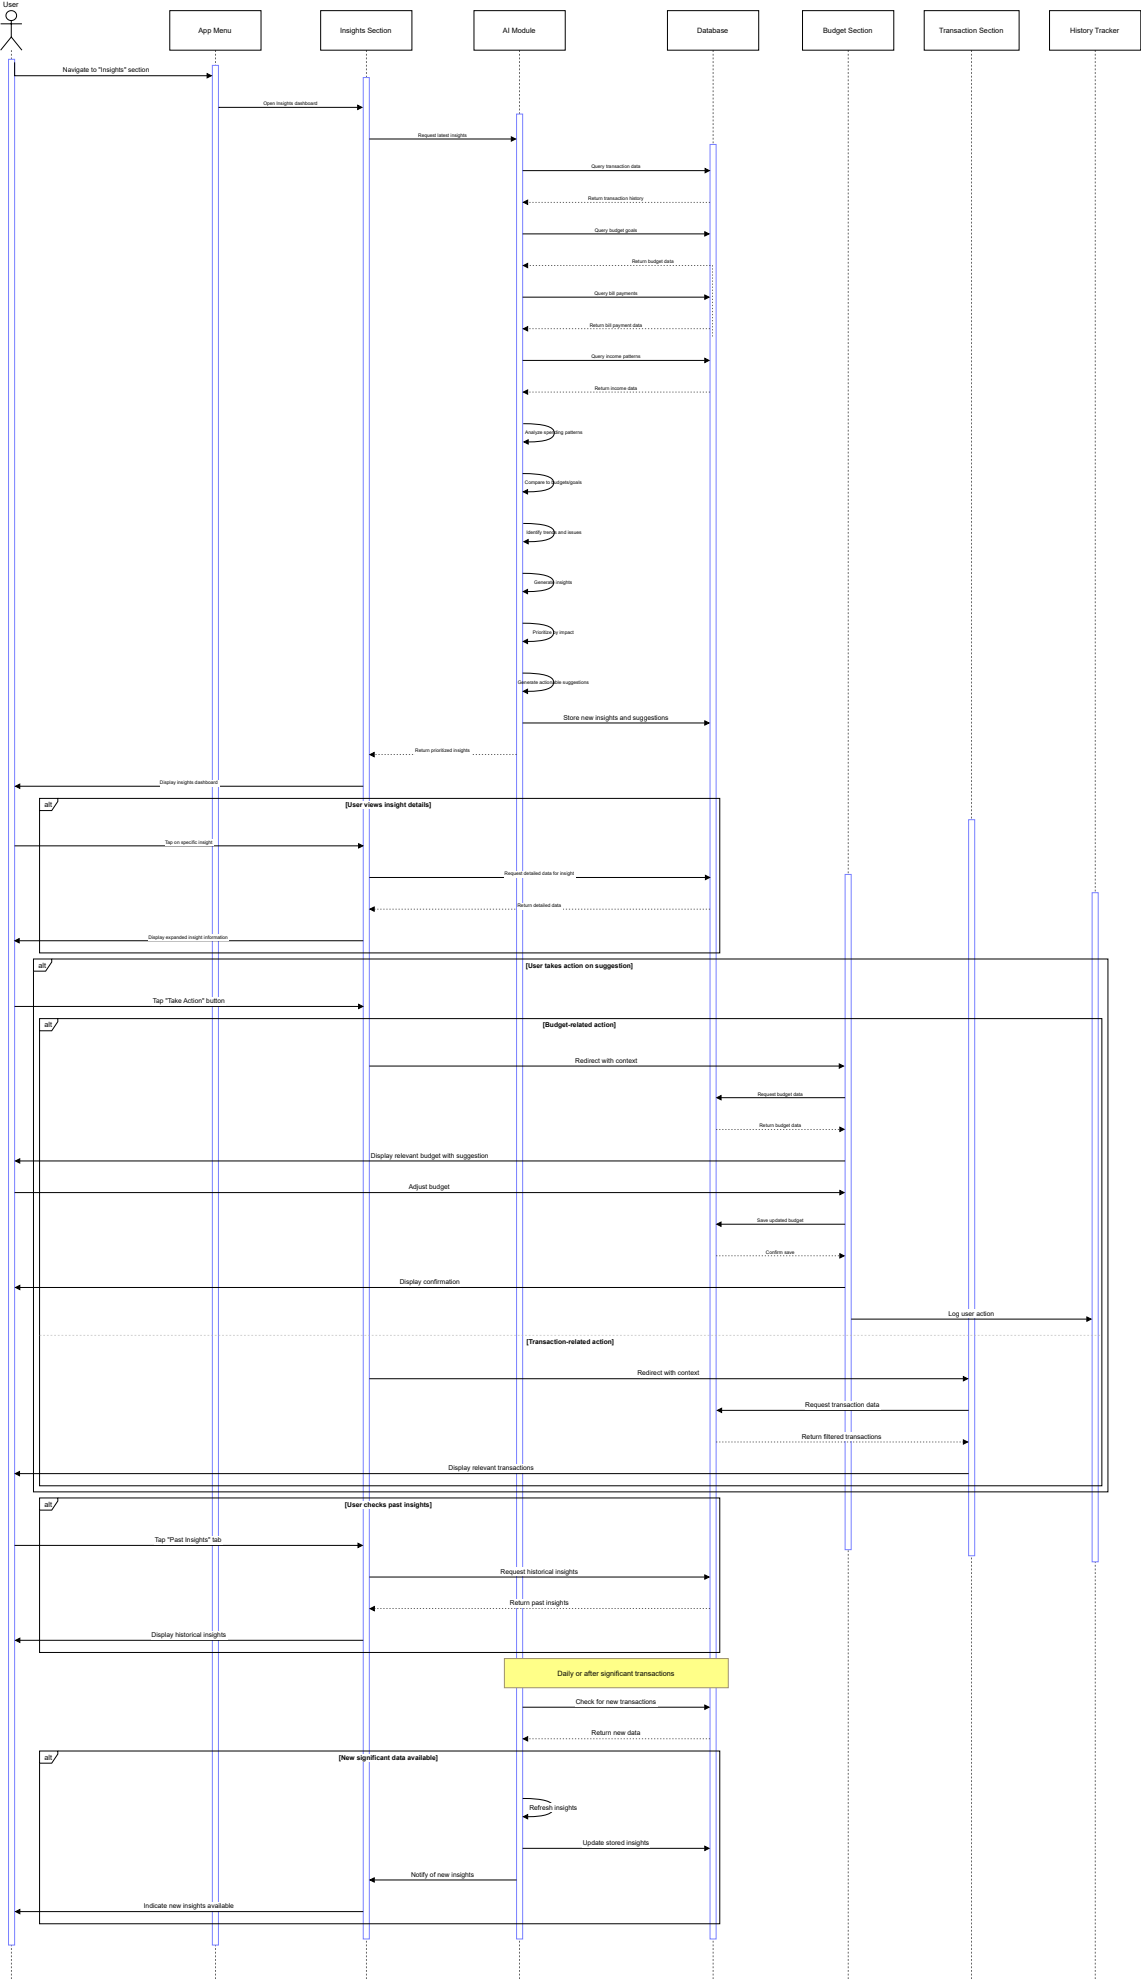 User
App Menu
Insights Section
AI Module
Database
Budget Section
Transaction Section
History Tracker
Navigate to "Insights" section
Open Insights dashboard
Request latest insights
Query transaction data
Return transaction history
Query budget goals
Return budget data
Query bill payments
Return bill payment data
Query income patterns
Return income data
Analyze spending patterns
Compare to budgets/goals
Identify trends and issues
Generate insights
Prioritize by impact
Generate actionable suggestions
Store new insights and suggestions
Return prioritized insights
Display insights dashboard
alt
[User views insight details]
Tap on specific insight
Request detailed data for insight
Return detailed data
Display expanded insight information
alt
[User takes action on suggestion]
Tap "Take Action" button
alt
[Budget-related action]
Redirect with context
Request budget data
Return budget data
Display relevant budget with suggestion
Adjust budget
Save updated budget
Confirm save
Display confirmation
Log user action
[Transaction-related action]
Redirect with context
Request transaction data
Return filtered transactions
Display relevant transactions
alt
[User checks past insights]
Tap "Past Insights" tab
Request historical insights
Return past insights
Display historical insights
Daily or after significant transactions
Check for new transactions
Return new data
alt
[New significant data available]
Refresh insights
Update stored insights
Notify of new insights
Indicate new insights available